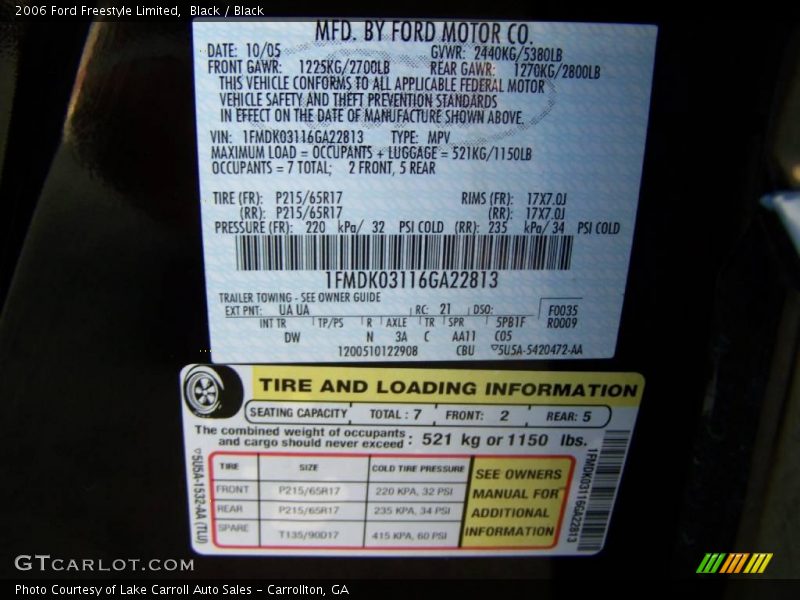 2006 Ford Freestyle Limited, Black / Black
MFD. BY FORD MOTOR CO.
DATE: 10/05 GVWR: 2440KG/5380LB
FRONT GAWR: 1225KG/2700LB REAR GAWR: 1270KG/2800LB
THIS VEHICLE CONFORMS TO ALL APPLICABLE FEDERAL MOTOR
VEHICLE SAFETY AND THEFT PREVENTION STANDARDS
IN EFFECT ON THE DATE OF MANUFACTURE SHOWN ABOVE.
VIN: 1FMDK03116GA22813 TYPE: MPV
MAXIMUM LOAD = OCCUPANTS + LUGGAGE = 521KG/1150LB
OCCUPANTS = 7 TOTAL; 2 FRONT, 5 REAR
TIRE (FR): P215/65R17 RIMS (FR): 17X7.0J
(RR): P215/65R17 (RR): 17X7.0J
PRESSURE (FR): 220 kPa/ 32 PSI COLD (RR): 235 kPa/ 34 PSI COLD
1FMDK03116GA22813
TRAILER TOWING - SEE OWNER GUIDE
EXT PNT: UA UA RC: 21 DSO: F0035
INT TR TP/PS R AXLE TR SPR 5PB1F R0009
DW N 3A C AA11 C05
1200510122908 CBU ▽5U5A-5420472-AA
TIRE AND LOADING INFORMATION
SEATING CAPACITY TOTAL : 7 FRONT: 2 REAR: 5
The combined weight of occupants
and cargo should never exceed : 521 kg or 1150 lbs.
TIRE SIZE COLD TIRE PRESSURE
FRONT P215/65R17 220 KPA, 32 PSI
REAR P215/65R17 235 KPA, 34 PSI
SPARE T135/90D17 415 KPA, 60 PSI
SEE OWNERS
MANUAL FOR
ADDITIONAL
INFORMATION
▽5U5A-1532-AA (TLU)
1FMDK03116GA22813
GTCARLOT.COM
Photo Courtesy of Lake Carroll Auto Sales - Carrollton, GA